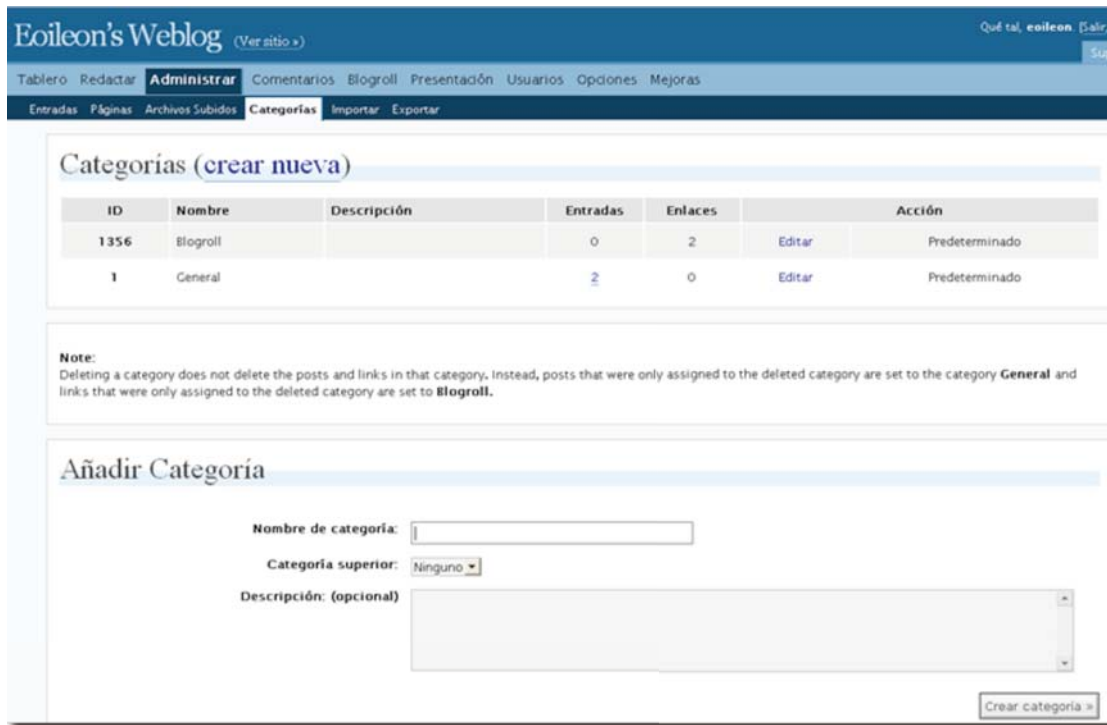 Eoileon's Weblog (Ver sitio »)
Qué tal, eoileon. [Salir
Su
Tablero Redactar Administrar Comentarios Blogroll Presentación Usuarios Opciones Mejoras
Entradas Páginas Archivos Subidos Categorías Importar Exportar
Categorías (crear nueva)
ID Nombre Descripción Entradas Enlaces Acción
1356 Blogroll 0 2 Editar Predeterminado
1 General 2 0 Editar Predeterminado
Note:
Deleting a category does not delete the posts and links in that category. Instead, posts that were only assigned to the deleted category are set to the category General and
links that were only assigned to the deleted category are set to Blogroll.
Añadir Categoría
Nombre de categoría:
Categoría superior: Ninguno
Descripción: (opcional)
Crear categoría »